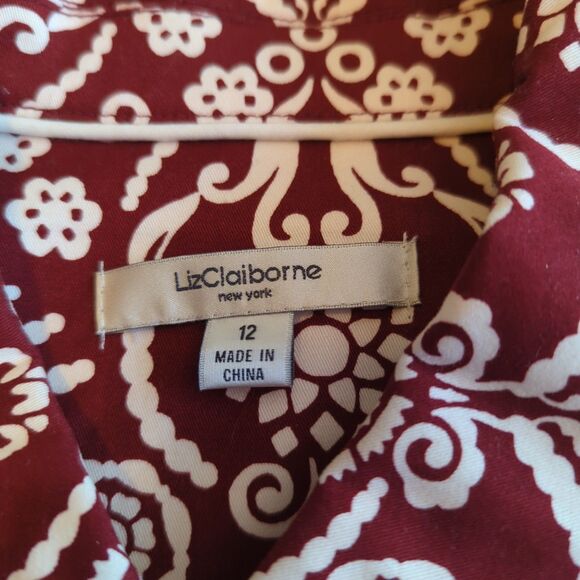 LizClaiborne
new york
12
MADE IN
CHINA